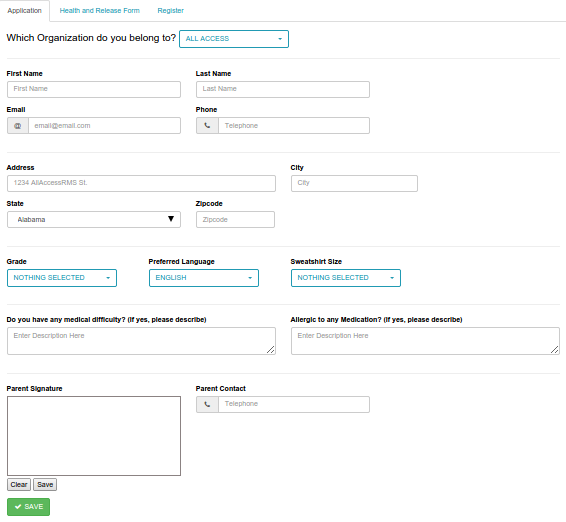 Application Health and Release Form Register
Which Organization do you belong to? ALL ACCESS
First Name Last Name
First Name Last Name
Email Phone
@ email@email.com Telephone
Address City
1234 AllAccessRMS St. City
State Zipcode
Alabama Zipcode
Grade Preferred Language Sweatshirt Size
NOTHING SELECTED ENGLISH NOTHING SELECTED
Do you have any medical difficulty? (if yes, please describe) Allergic to any Medication? (if yes, please describe)
Enter Description Here Enter Description Here
Parent Signature Parent Contact
Telephone
Clear Save
SAVE